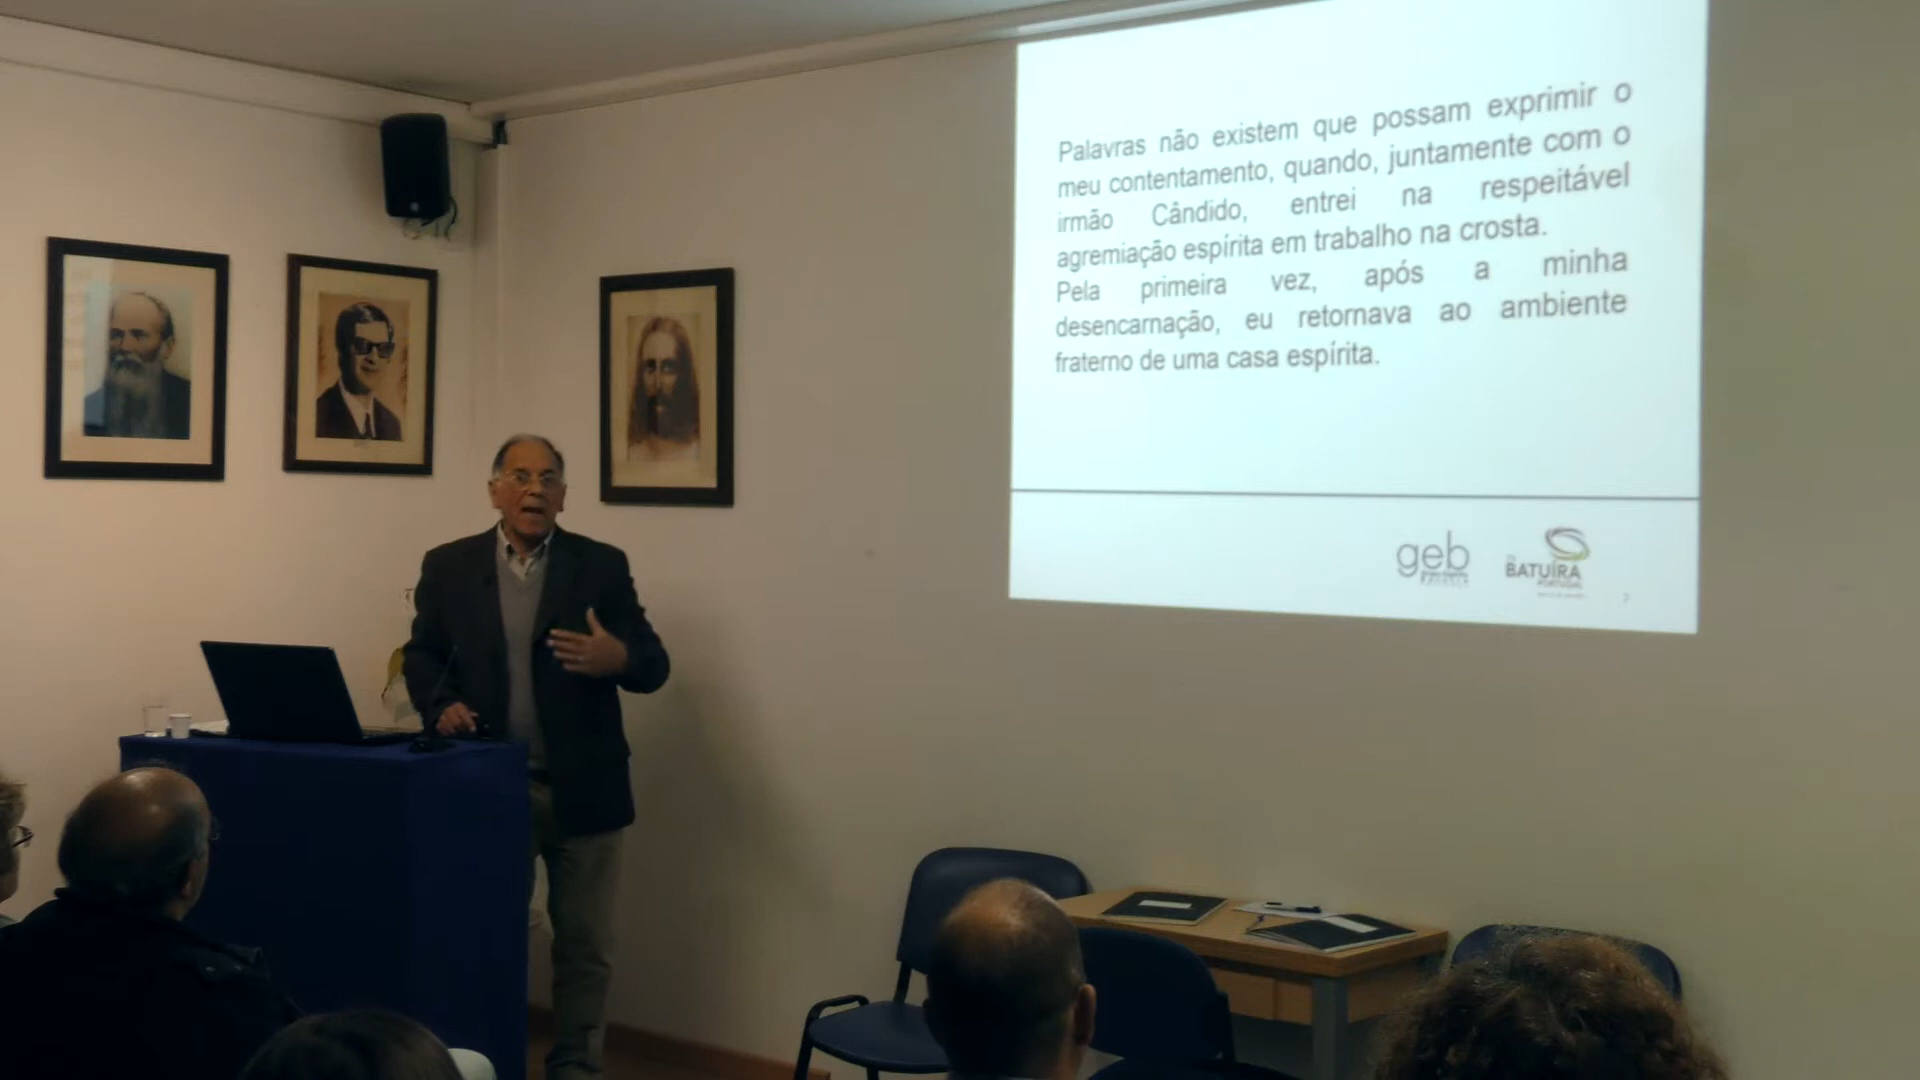 Palavras não existem que possam exprimir o
meu contentamento, quando, juntamente com o
irmão Cândido, entrei na respeitável
agremiação espírita em trabalho na crosta.
Pela primeira vez, após a minha
desencarnação, eu retornava ao ambiente
fraterno de uma casa espírita.
geb
BATUÍRA
PORTUGAL